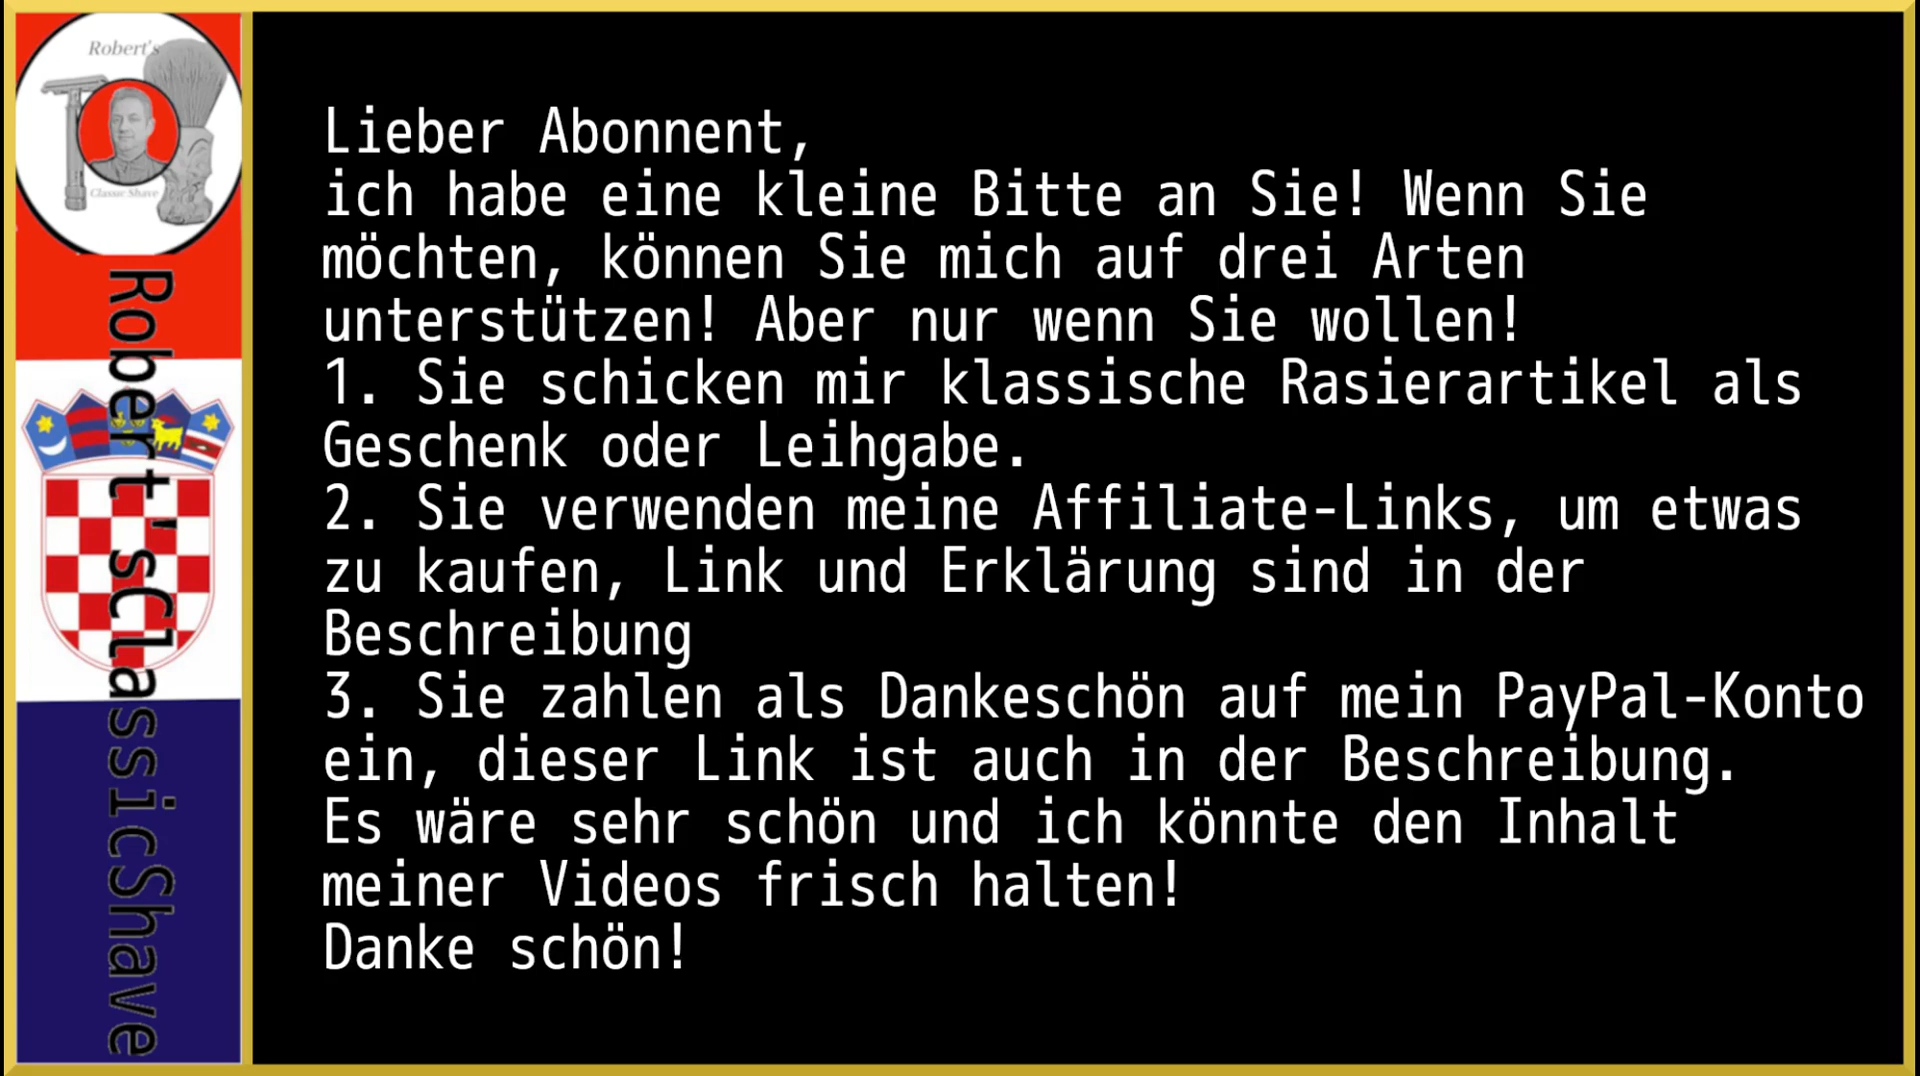 Robert's
Classic Shave
Robert'sClassicShave
Lieber Abonnent,
ich habe eine kleine Bitte an Sie! Wenn Sie
möchten, können Sie mich auf drei Arten
unterstützen! Aber nur wenn Sie wollen!
1. Sie schicken mir klassische Rasierartikel als
Geschenk oder Leihgabe.
2. Sie verwenden meine Affiliate-Links, um etwas
zu kaufen, Link und Erklärung sind in der
Beschreibung
3. Sie zahlen als Dankeschön auf mein PayPal-Konto
ein, dieser Link ist auch in der Beschreibung.
Es wäre sehr schön und ich könnte den Inhalt
meiner Videos frisch halten!
Danke schön!